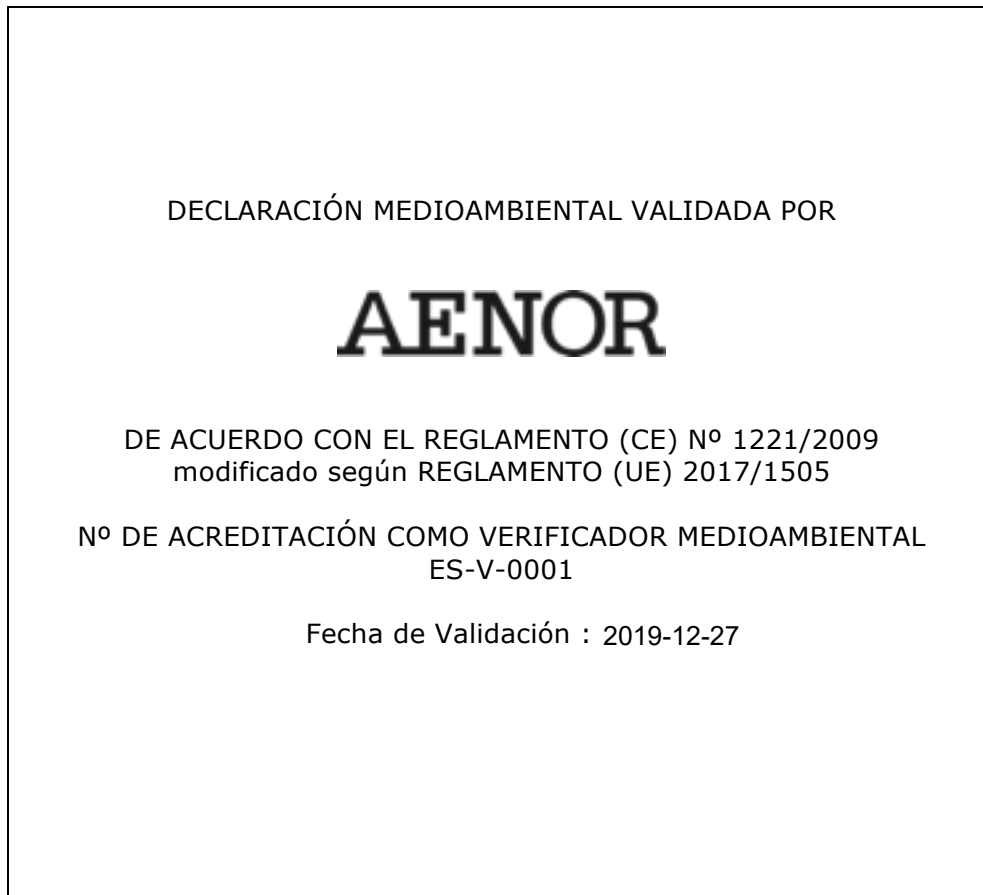 DECLARACIÓN MEDIOAMBIENTAL VALIDADA POR
AENOR
DE ACUERDO CON EL REGLAMENTO (CE) Nº 1221/2009
modificado según REGLAMENTO (UE) 2017/1505
Nº DE ACREDITACIÓN COMO VERIFICADOR MEDIOAMBIENTAL
ES-V-0001
Fecha de Validación : 2019-12-27